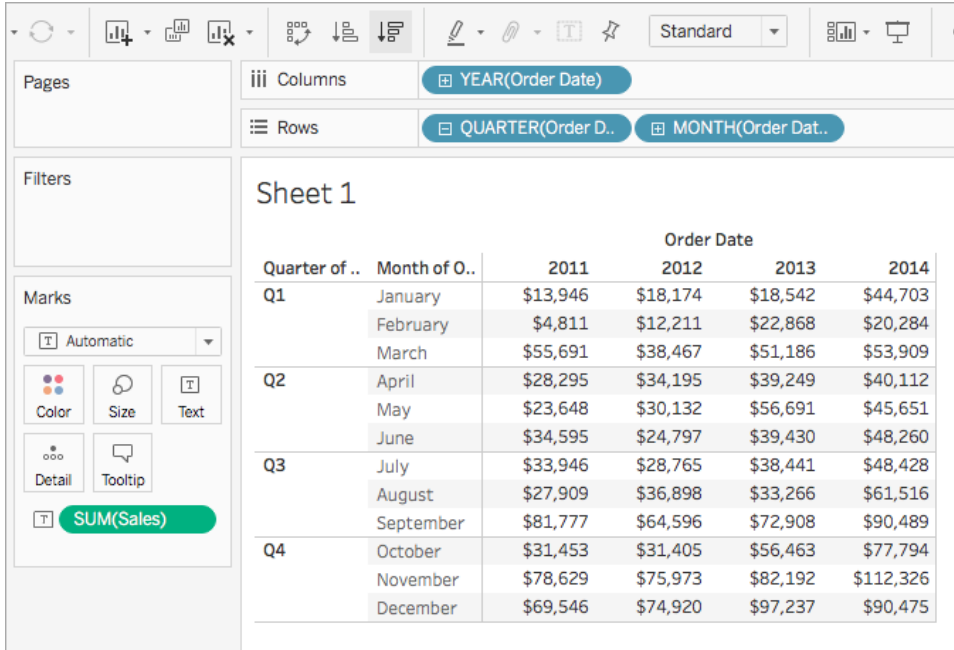 Standard
Pages
iii Columns
YEAR(Order Date)
Rows
QUARTER(Order D..
MONTH(Order Dat..
Filters
Marks
T Automatic
Color
Size
T
Text
Detail
Tooltip
T SUM(Sales)
Sheet 1
Order Date
Quarter of .. Month of O.. 2011 2012 2013 2014
Q1 January $13,946 $18,174 $18,542 $44,703
February $4,811 $12,211 $22,868 $20,284
March $55,691 $38,467 $51,186 $53,909
Q2 April $28,295 $34,195 $39,249 $40,112
May $23,648 $30,132 $56,691 $45,651
June $34,595 $24,797 $39,430 $48,260
Q3 July $33,946 $28,765 $38,441 $48,428
August $27,909 $36,898 $33,266 $61,516
September $81,777 $64,596 $72,908 $90,489
Q4 October $31,453 $31,405 $56,463 $77,794
November $78,629 $75,973 $82,192 $112,326
December $69,546 $74,920 $97,237 $90,475